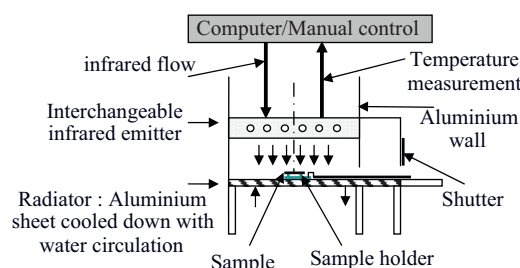 Computer/Manual control
infrared flow
Temperature
measurement
Interchangeable
infrared emitter
Aluminium
wall
Radiator : Aluminium
sheet cooled down with
water circulation
Shutter
Sample
Sample holder